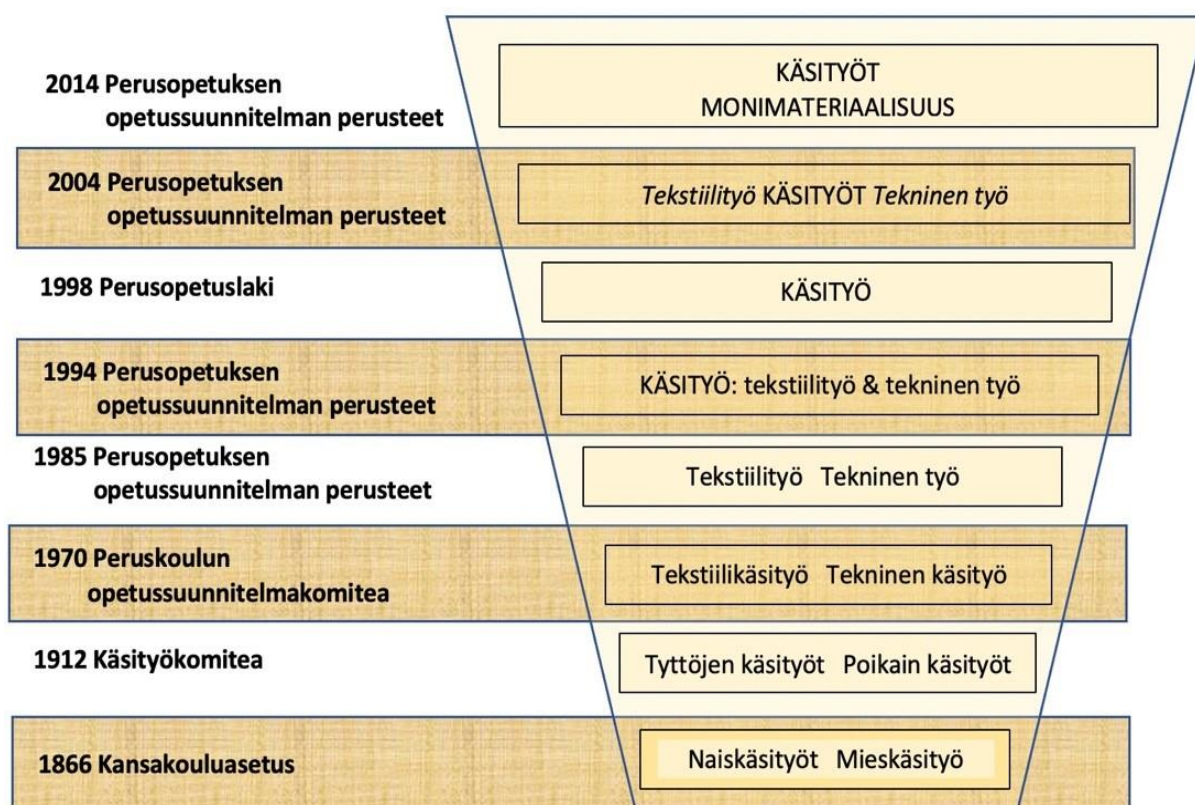 2014 Perusopetuksen
opetussuunnitelman perusteet
KÄSITYÖT
MONIMATERIAALISUUS
2004 Perusopetuksen
opetussuunnitelman perusteet
Tekstiilityö KÄSITYÖT Tekninen työ
1998 Perusopetuslaki
KÄSITYÖ
1994 Perusopetuksen
opetussuunnitelman perusteet
KÄSITYÖ: tekstiilityö & tekninen työ
1985 Perusopetuksen
opetussuunnitelman perusteet
Tekstiilityö Tekninen työ
1970 Peruskoulun
opetussuunnitelmakomitea
Tekstiilikäsityö Tekninen käsityö
1912 Käsityökomitea
Tyttöjen käsityöt Poikain käsityöt
1866 Kansakouluasetus
Naiskäsityöt Mieskäsityö